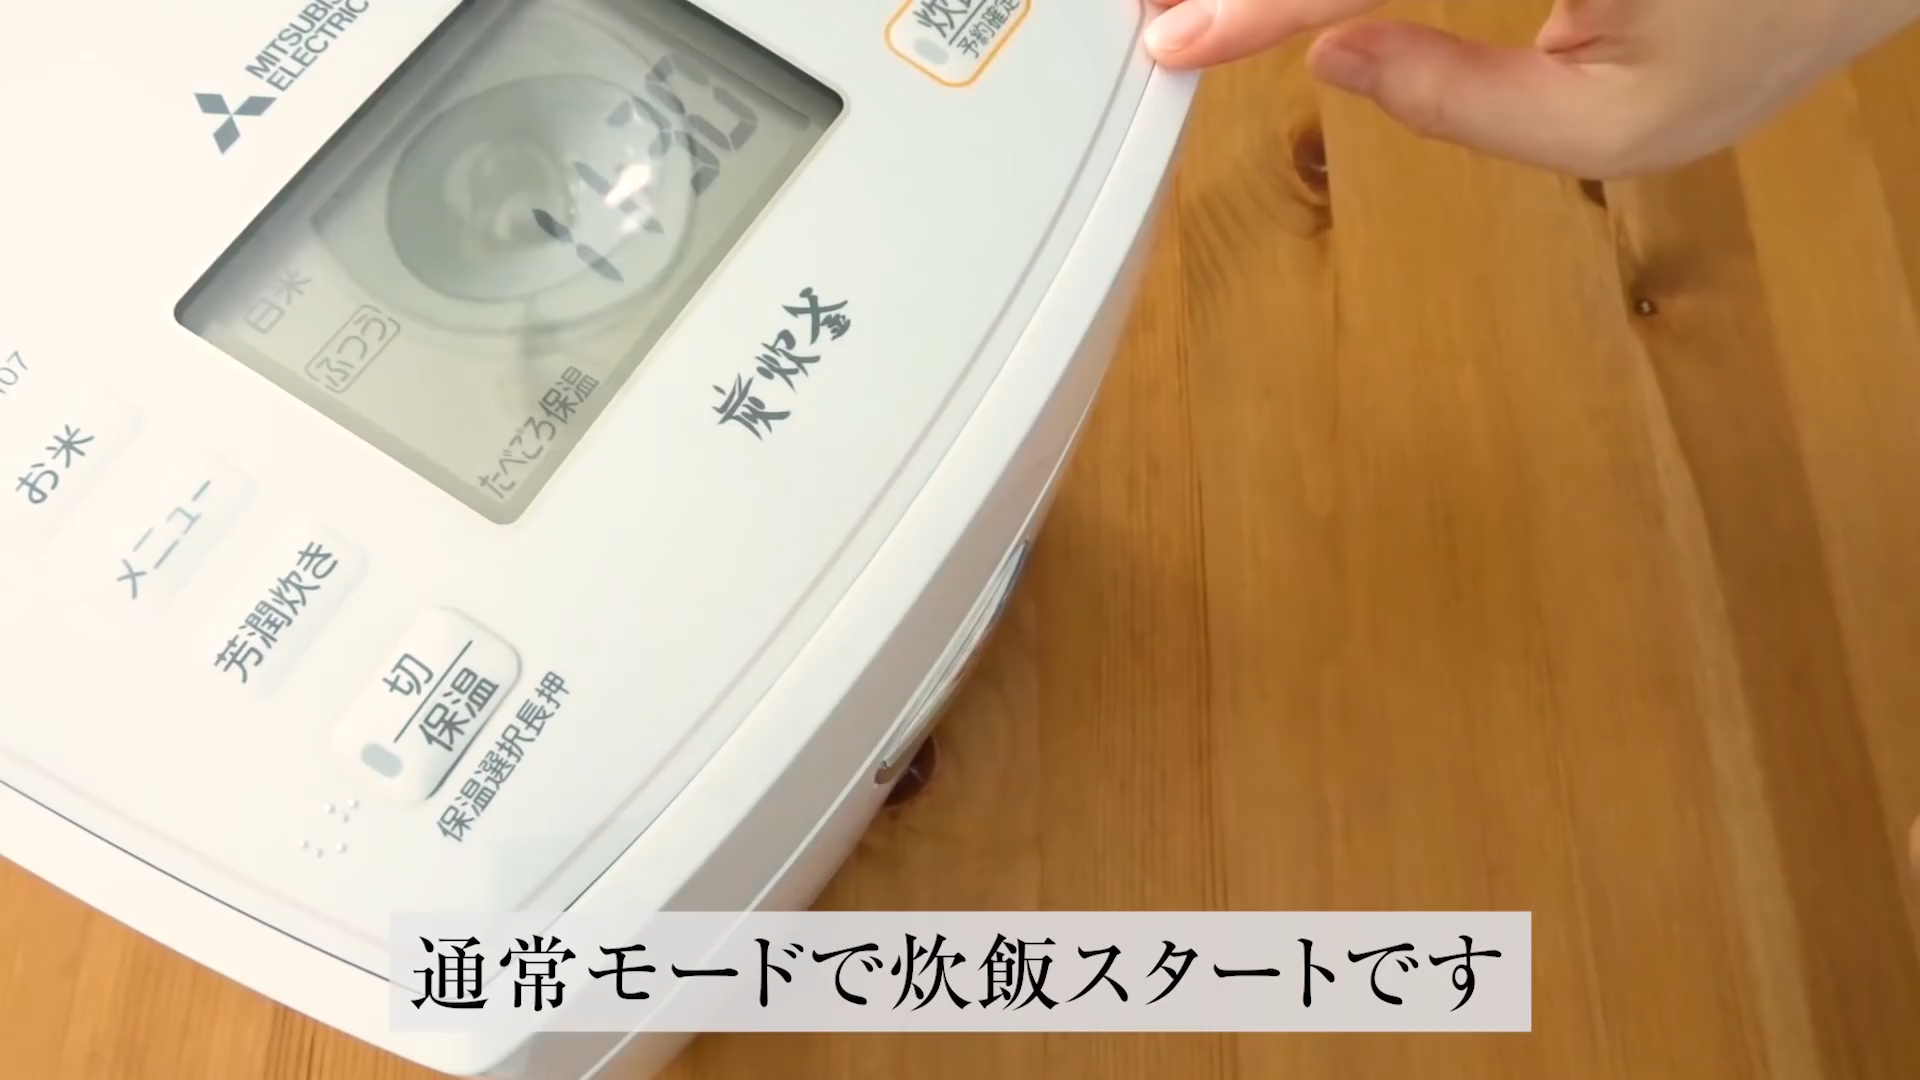 MITSUBISHI
ELECTRIC
予約確定
白米
ふつう
たべごろ保温
炭炊釜
お米
メニュー
芳潤炊き
切
保温
保温選択長押
通常モードで炊飯スタートです